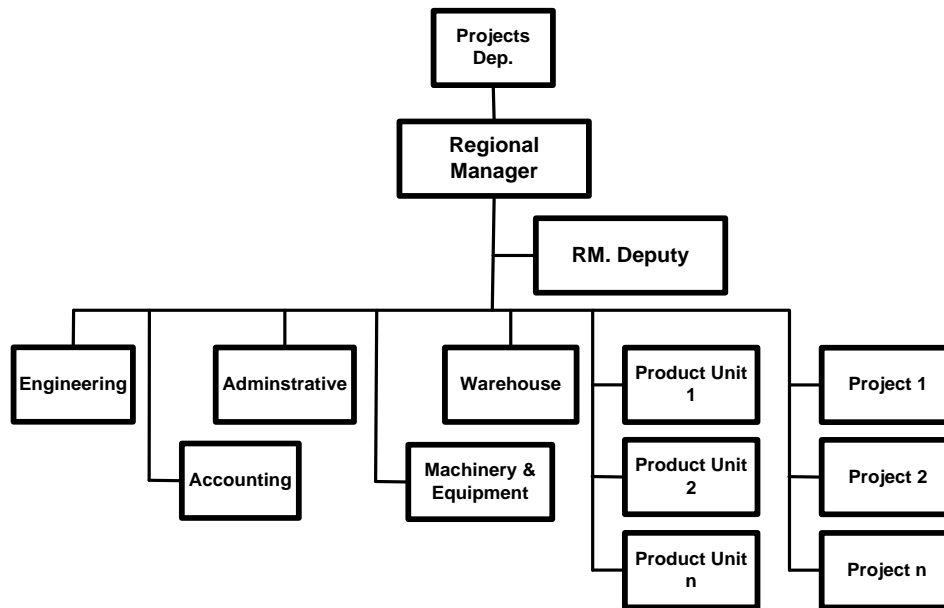 Projects
Dep.
Regional
Manager
RM. Deputy
Engineering
Adminstrative
Warehouse
Product Unit
1
Project 1
Accounting
Machinery &
Equipment
Product Unit
2
Project 2
Product Unit
n
Project n